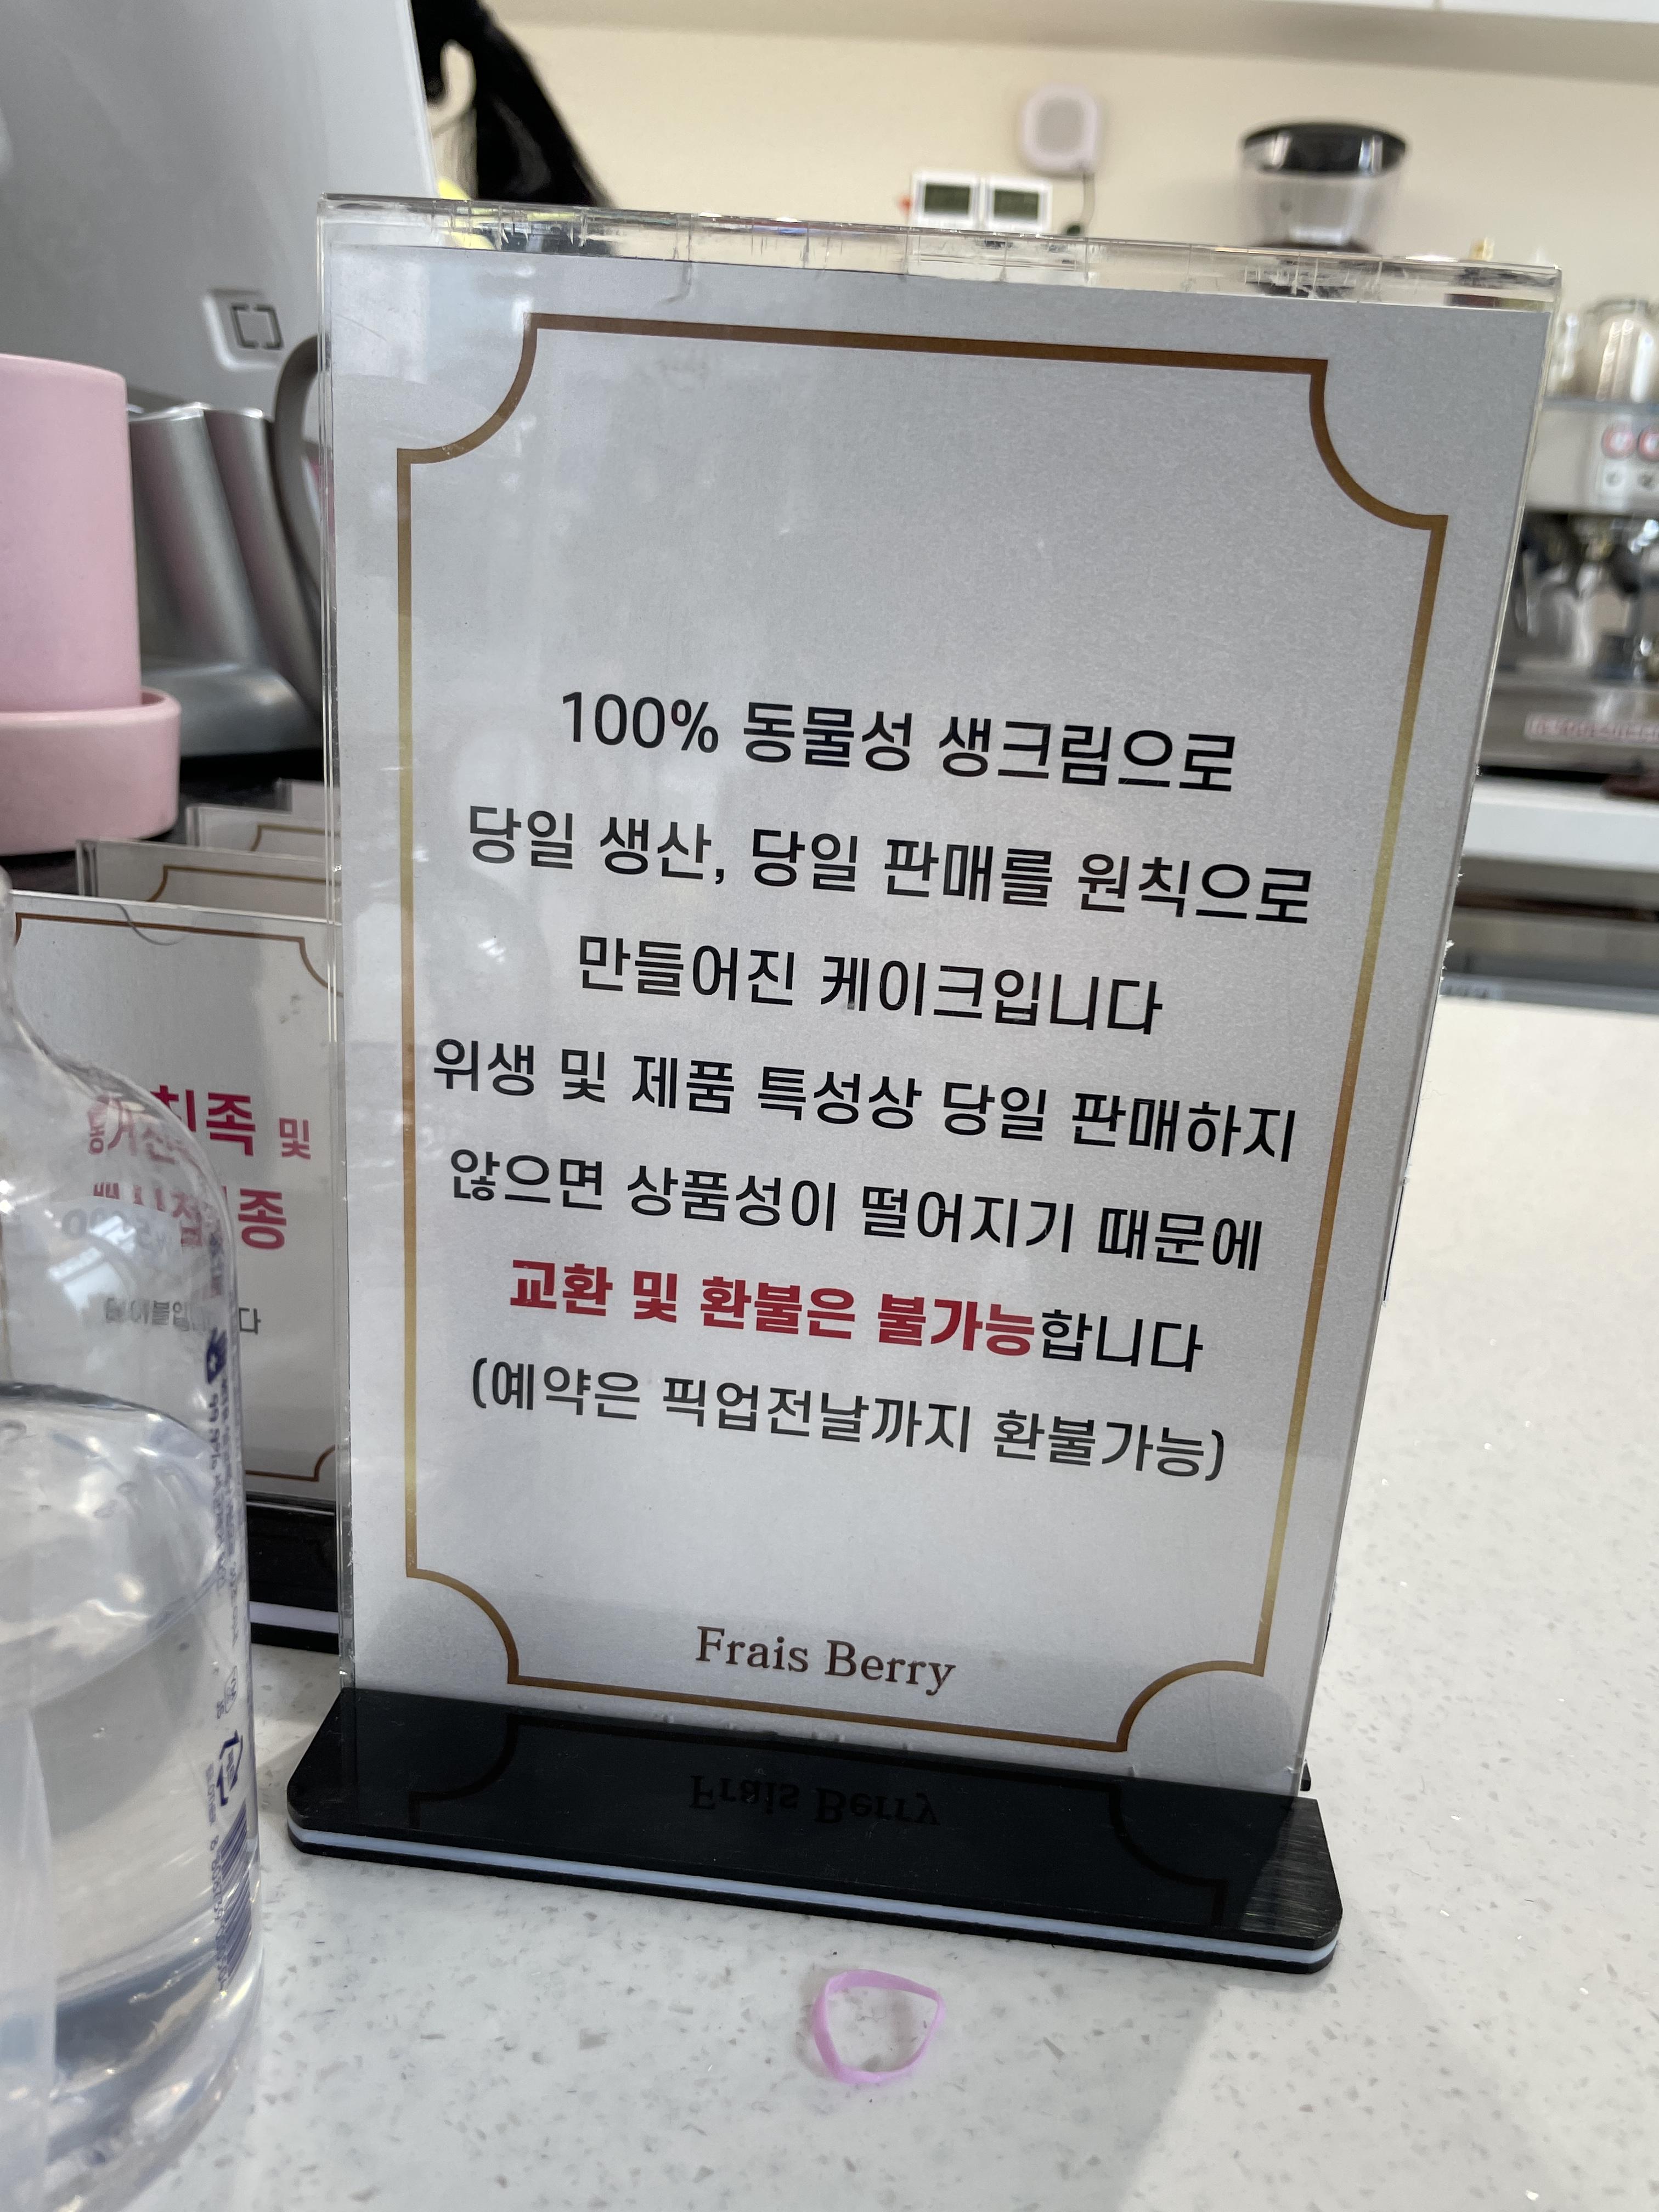 100% 동물성 생크림으로
당일 생산, 당일 판매를 원칙으로
만들어진 케이크입니다
위생 및 제품 특성상 당일 판매하지
않으면 상품성이 떨어지기 때문에
교환 및 환불은 불가능합니다
(예약은 픽업전날까지 환불가능)
Frais Berry
및